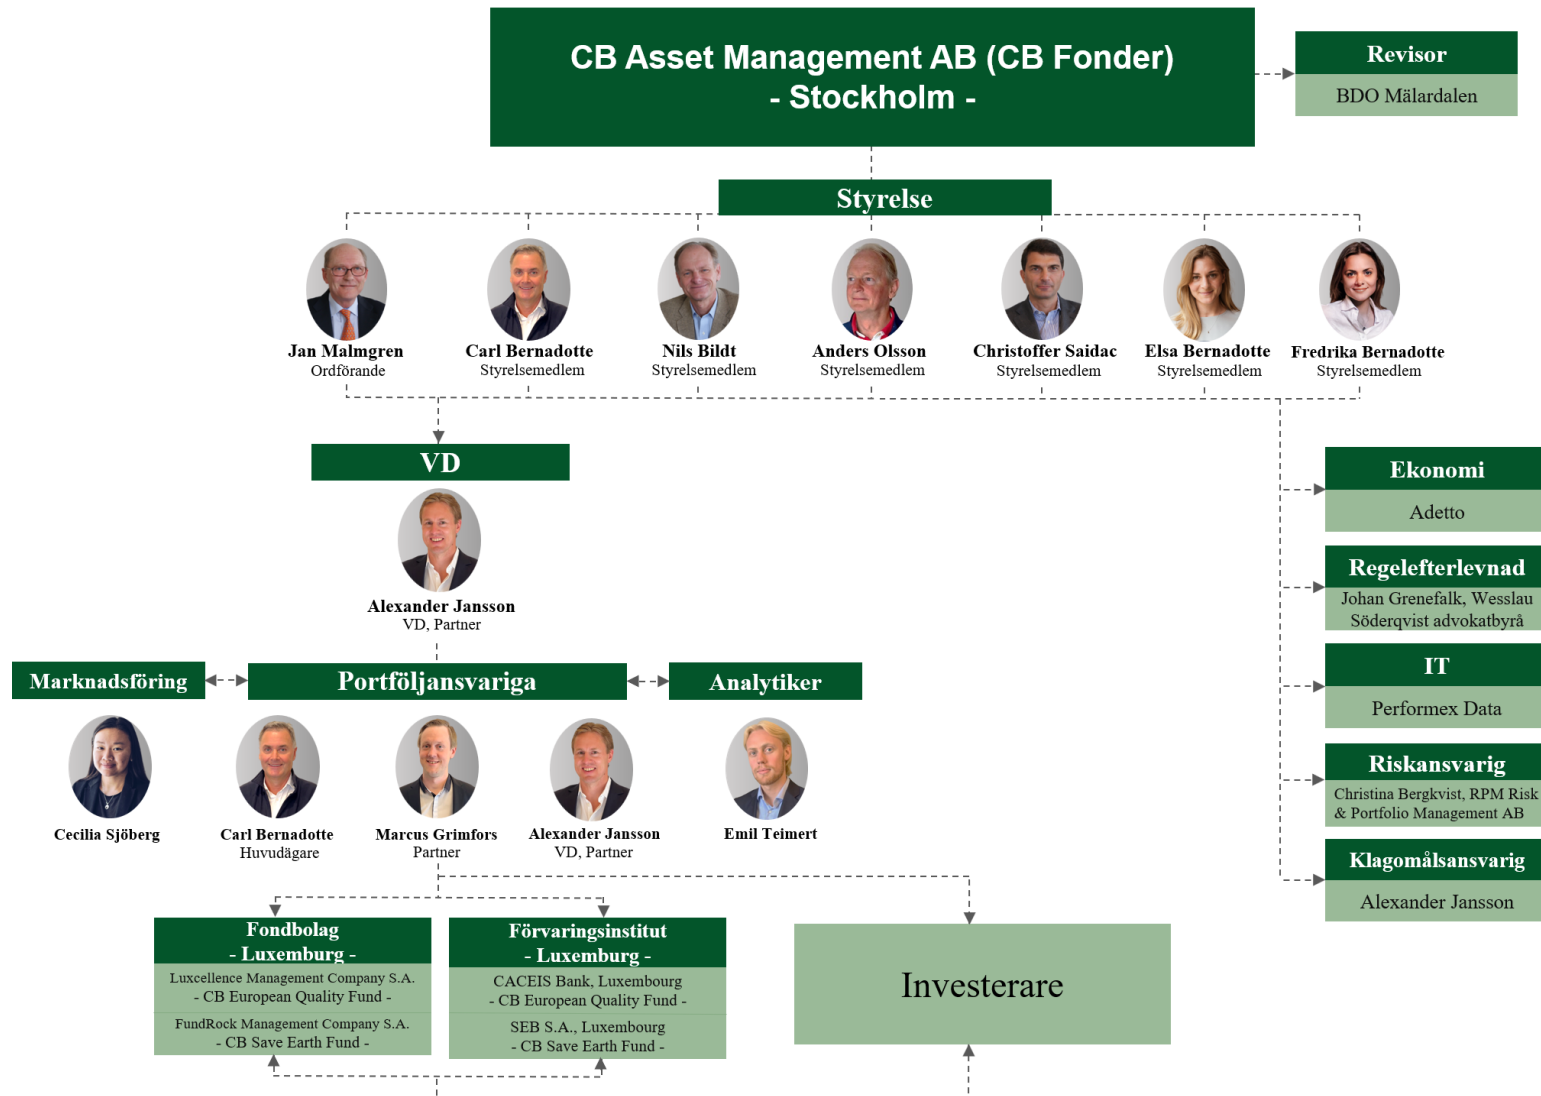 CB Asset Management AB (CB Fonder)
- Stockholm -
Revisor
BDO Mälardalen
Styrelse
Jan Malmgren
Ordförande
Carl Bernadotte
Styrelsemedlem
Nils Bildt
Styrelsemedlem
Anders Olsson
Styrelsemedlem
Christoffer Saidac
Styrelsemedlem
Elsa Bernadotte
Styrelsemedlem
Fredrika Bernadotte
Styrelsemedlem
VD
Alexander Jansson
VD, Partner
Ekonomi
Adetto
Regelefterlevnad
Johan Grenefalk, Wesslau
Söderqvist advokatbyrå
IT
Performex Data
Riskansvarig
Christina Bergkvist, RPM Risk
& Portfolio Management AB
Klagomålsansvarig
Alexander Jansson
Marknadsföring
Portföljansvariga
Analytiker
Cecilia Sjöberg
Carl Bernadotte
Huvudägare
Marcus Grimfors
Partner
Alexander Jansson
VD, Partner
Emil Teimert
Fondbolag
- Luxemburg -
Luxcellence Management Company S.A.
- CB European Quality Fund -
FundRock Management Company S.A.
- CB Save Earth Fund -
Förvaringsinstitut
- Luxemburg -
CACEIS Bank, Luxembourg
- CB European Quality Fund -
SEB S.A., Luxembourg
- CB Save Earth Fund -
Investerare